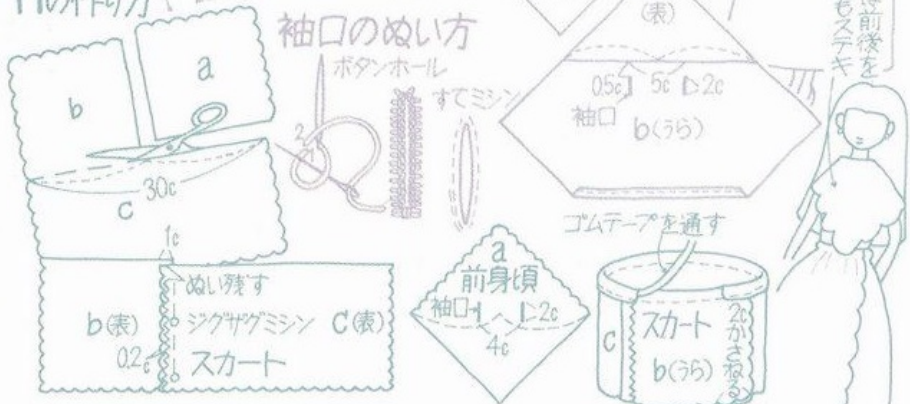 袖口のぬい方
ボタンホール
すてミシン
2
(表)
0.5c
5c
2c
袖口
b(うら)
前後を
もステキ
a
b
30c
c
1c
ぬい残す
b(表)
ジグザグミシン
C(表)
0.2c
スカート
a
前身頃
袖口
2c
4c
ゴムテープを通す
C
スカート
b(うら)
2cかさねる